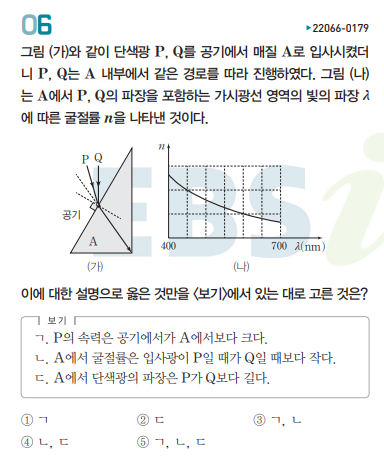 06
▶22066-0179
그림 (가)와 같이 단색광 P, Q를 공기에서 매질 A로 입사시켰더
니 P, Q는 A 내부에서 같은 경로를 따라 진행하였다. 그림 (나)
는 A에서 P, Q의 파장을 포함하는 가시광선 영역의 빛의 파장 λ
에 따른 굴절률 n을 나타낸 것이다.
EBSi
P Q
공기
A
(가)
n
400
700 λ(nm)
(나)
이에 대한 설명으로 옳은 것만을 <보기>에서 있는 대로 고른 것은?
보기
ㄱ. P의 속력은 공기에서가 A에서보다 크다.
ㄴ. A에서 굴절률은 입사광이 P일 때가 Q일 때보다 작다.
ㄷ. A에서 단색광의 파장은 P가 Q보다 길다.
① ㄱ ② ㄷ ③ ㄱ, ㄴ
④ ㄴ, ㄷ ⑤ ㄱ, ㄴ, ㄷ